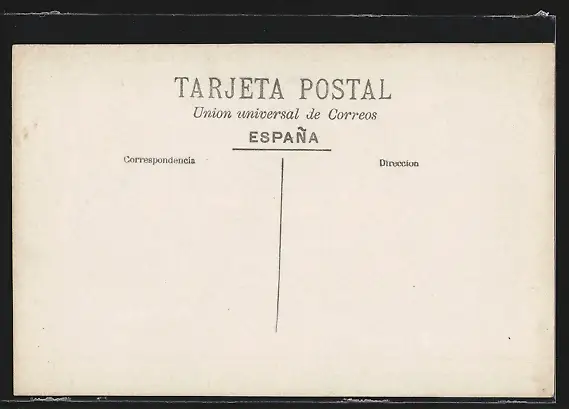 TARJETA POSTAL
Union universal de Correos
ESPAÑA
Correspondencia
Direccion